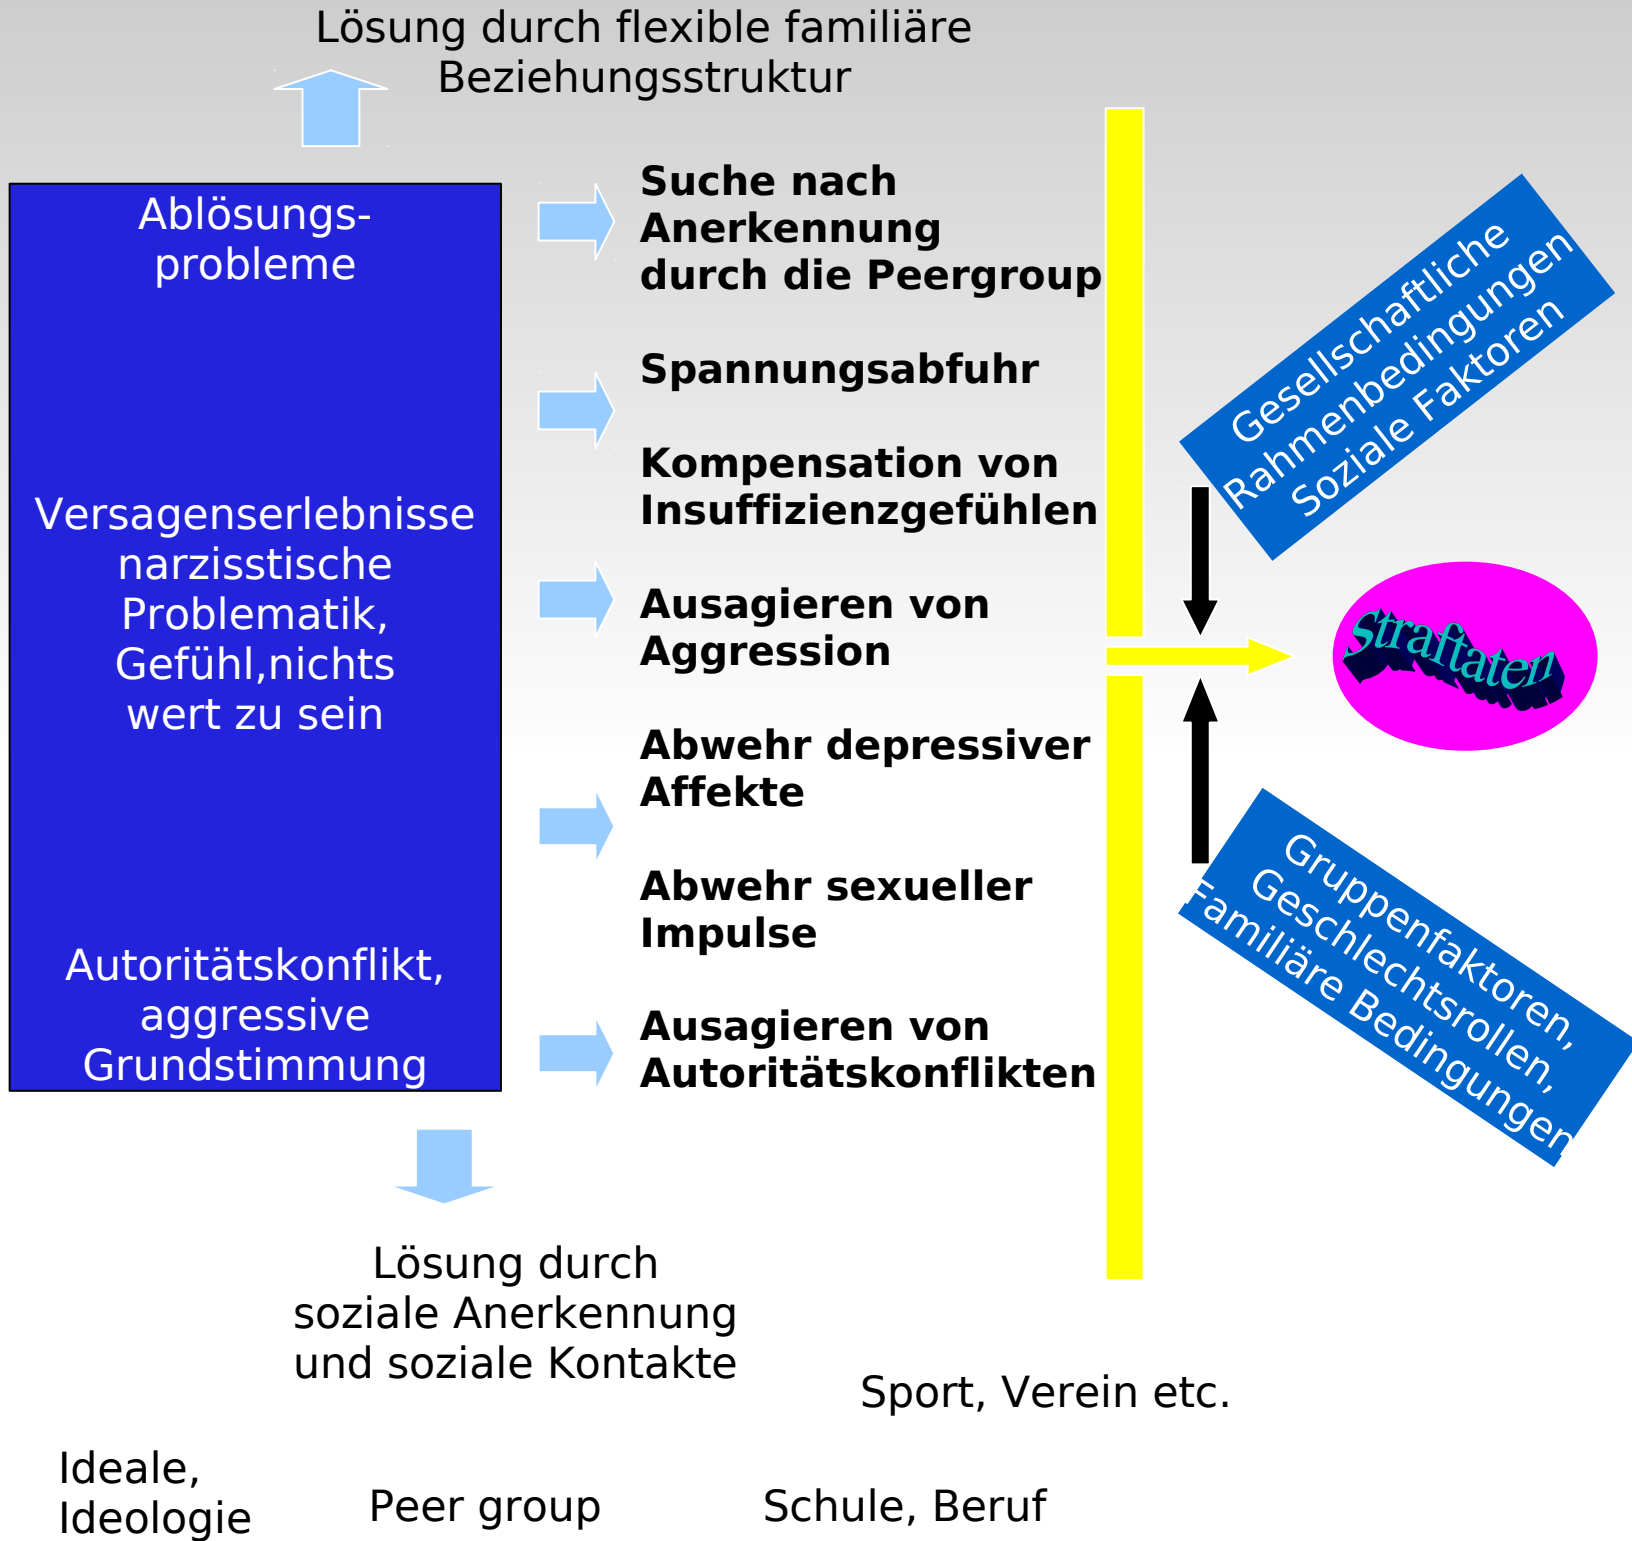 Lösung durch flexible familiäre
Beziehungsstruktur
Ablösungs-
probleme
Versagenserlebnisse
narzisstische
Problematik,
Gefühl,nichts
wert zu sein
Autoritätskonflikt,
aggressive
Grundstimmung
Suche nach
Anerkennung
durch die Peergroup
Spannungsabfuhr
Kompensation von
Insuffizienzgefühlen
Ausagieren von
Aggression
Abwehr depressiver
Affekte
Abwehr sexueller
Impulse
Ausagieren von
Autoritätskonflikten
Gesellschaftliche
Rahmenbedingungen
Soziale Faktoren
Straftaten
Gruppenfaktoren,
Geschlechtsrollen,
Familiäre Bedingungen
Lösung durch
soziale Anerkennung
und soziale Kontakte
Sport, Verein etc.
Ideale,
Ideologie
Peer group
Schule, Beruf